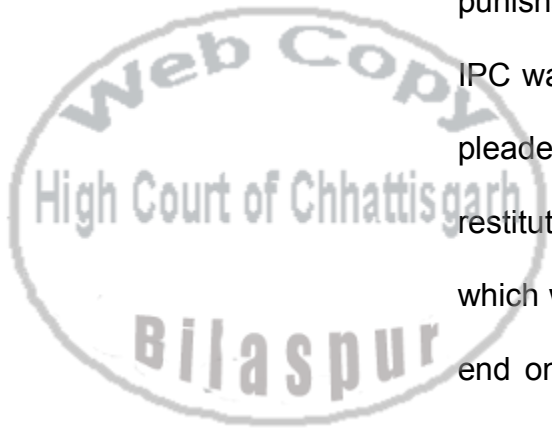 punish
IPC wa
pleade
restitut
which v
end or
Web Copy
High Court of Chhattisgarh
Bilaspur